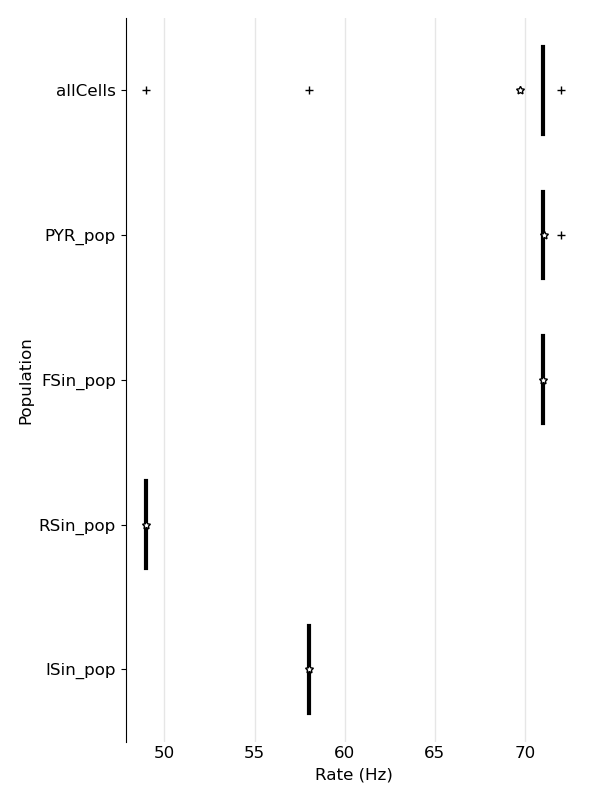 allCells
PYR_pop
FSin_pop
RSin_pop
ISin_pop
Population
50 55 60 65 70
Rate (Hz)